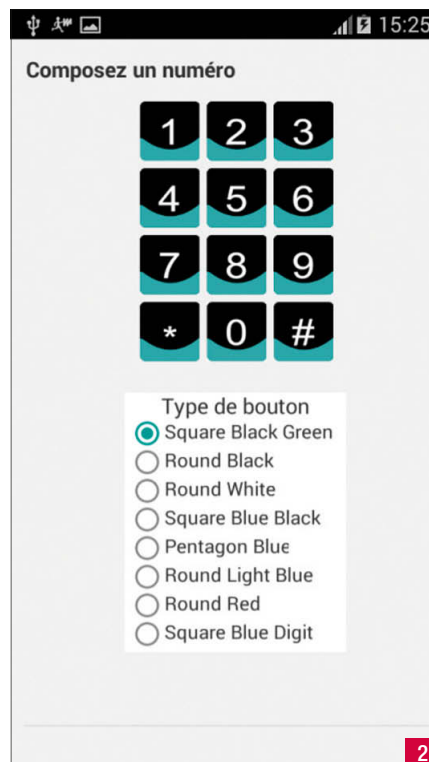 15:25
Composez un numéro
1 2 3
4 5 6
7 8 9
* 0 #
Type de bouton
Square Black Green
Round Black
Round White
Square Blue Black
Pentagon Blue
Round Light Blue
Round Red
Square Blue Digit
2